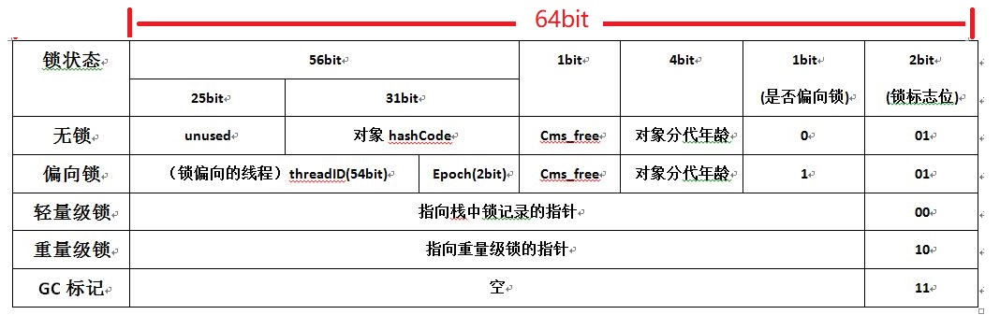 64bit
锁状态 56bit 1bit 4bit 1bit 2bit
25bit 31bit (是否偏向锁) (锁标志位)
无锁 unused 对象 hashCode Cms_free 对象分代年龄 0 01
偏向锁 （锁偏向的线程）threadID(54bit) Epoch(2bit) Cms_free 对象分代年龄 1 01
轻量级锁 指向栈中锁记录的指针 00
重量级锁 指向重量级锁的指针 10
GC 标记 空 11